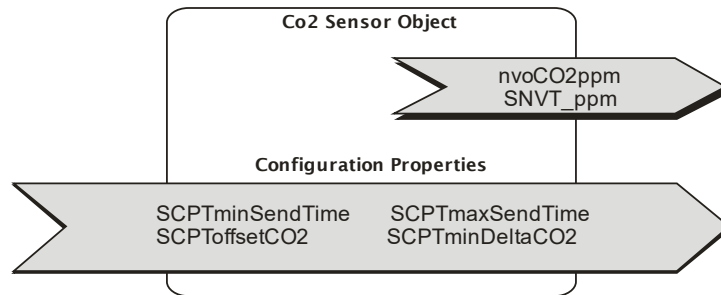 Co2 Sensor Object
nvoCO2ppm
SNVT_ppm
Configuration Properties
SCPTminSendTime SCPTmaxSendTime
SCPToffsetCO2 SCPTminDeltaCO2